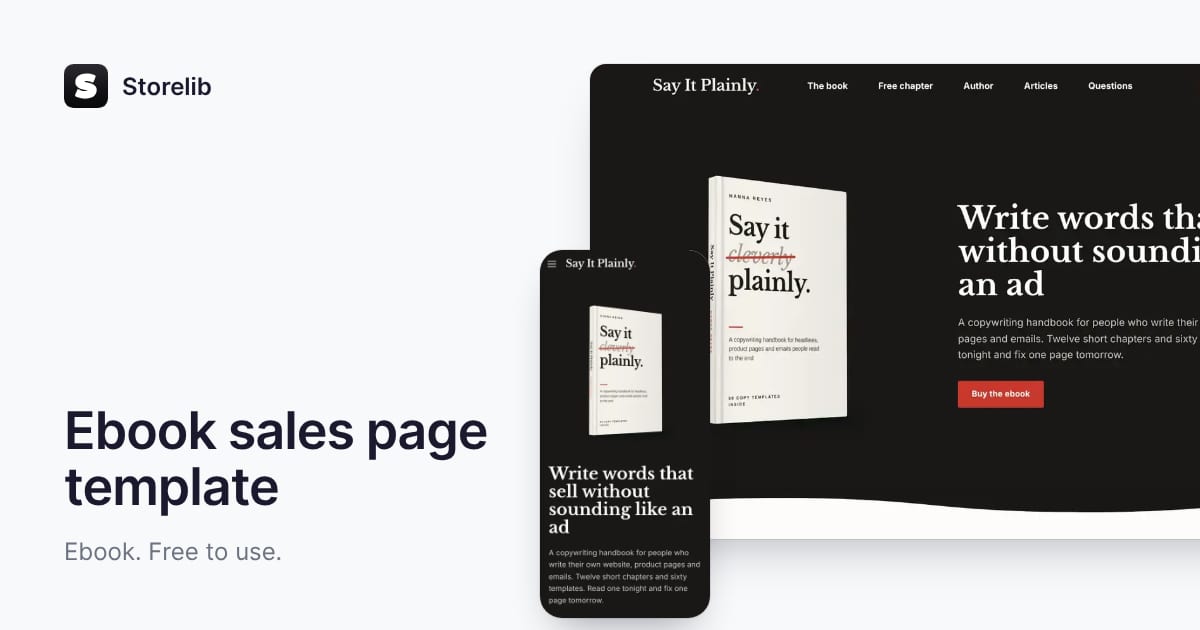 Storelib
Ebook sales page
template
Ebook. Free to use.
Say It Plainly.
The book
Free chapter
Author
Articles
Questions
HANNA REYES
Say it
cleverly
plainly.
A copywriting handbook for headlines,
product pages and emails people read
to the end
60 COPY TEMPLATES
INSIDE
Say It Plainly
Write words tha
without soundi
an ad
A copywriting handbook for people who write their
pages and emails. Twelve short chapters and sixty
tonight and fix one page tomorrow.
Buy the ebook
Say It Plainly.
Say it
cleverly
plainly.
Write words that
sell without
sounding like an
ad
A copywriting handbook for people who
write their own website, product pages and
emails. Twelve short chapters and sixty
templates. Read one tonight and fix one
page tomorrow.